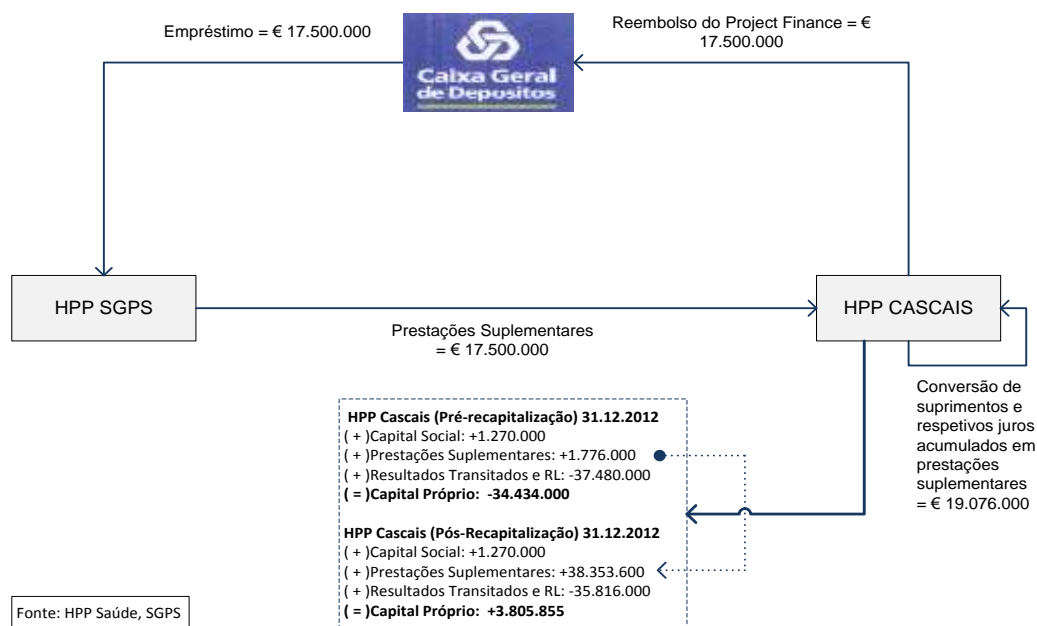 Empréstimo = € 17.500.000
Reembolso do Project Finance = €
17.500.000
Caixa Geral
de Depositos
HPP SGPS
HPP CASCAIS
Prestações Suplementares
= € 17.500.000
Conversão de
suprimentos e
respetivos juros
acumulados em
prestações
suplementares
= € 19.076.000
HPP Cascais (Pré-recapitalização) 31.12.2012
( + )Capital Social: +1.270.000
( + )Prestações Suplementares: +1.776.000
( + )Resultados Transitados e RL: -37.480.000
( = )Capital Próprio: -34.434.000
HPP Cascais (Pós-Recapitalização) 31.12.2012
( + )Capital Social: +1.270.000
( + )Prestações Suplementares: +38.353.600
( + )Resultados Transitados e RL: -35.816.000
( = )Capital Próprio: +3.805.855
Fonte: HPP Saúde, SGPS